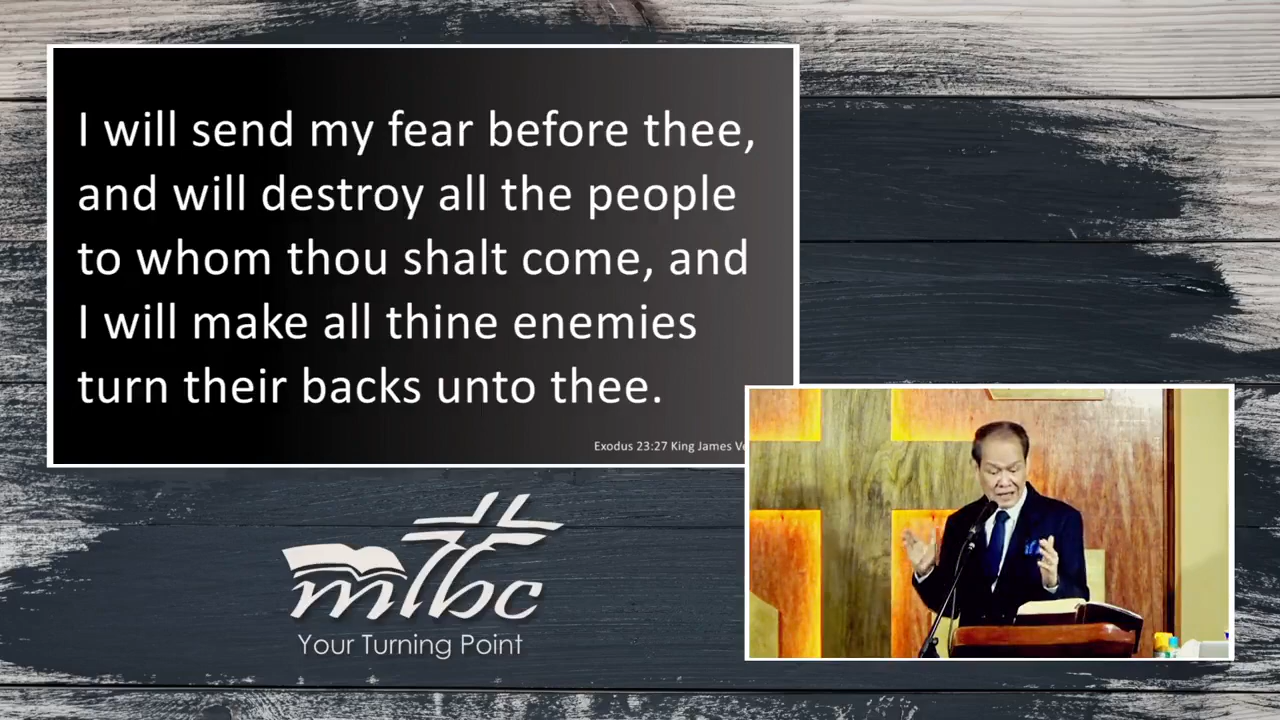 I will send my fear before thee,
and will destroy all the people
to whom thou shalt come, and
I will make all thine enemies
turn their backs unto thee.
Exodus 23:27 King James
mtbc
Your Turning Point